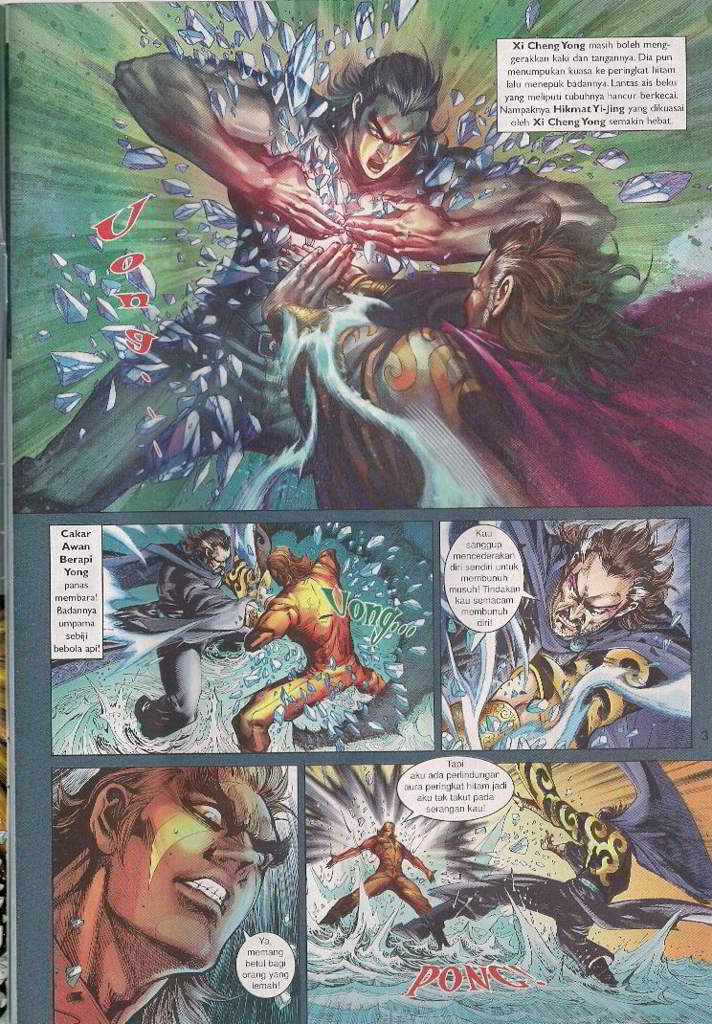 Xi Cheng Yong masih boleh meng-
gerakkan kaki dan tangannya. Dia pun
menumpukan kuasa ke peringkat hitam
lalu menepuk badannya. Lantas ais beku
yang meliputi tubuhnya hancur berkecai.
Nampaknya Hikmat Yi-Jing yang dikuasai
oleh Xi Cheng Yong semakin hebat.
Uong..
Cakar
Awan
Berapi
Yong
panas
membara!
Badannya
umpama
sebiji
bebola api!
Vong...
Kau
sanggup
mencederakan
diri sendiri untuk
membunuh
musuh! Tindakan
kau semacam
membunuh
diri!
3
Ya,
memang
betul bagi
orang yang
lemah!
Tapi
aku ada perlindungan
aura peringkat hitam jadi
aku tak takut pada
serangan kau!
PONG!